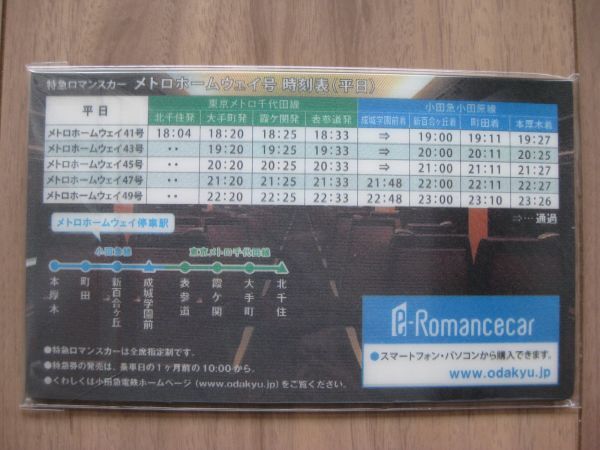 特急ロマンスカー メトロホームウェイ号 時刻表(平日)
平日 東京メトロ千代田線 小田急小田原線
北千住発 大手町発 霞ケ関発 表参道発 成城学園前着 新百合ヶ丘着 町田着 本厚木着
メトロホームウェイ41号 18:04 18:20 18:25 18:33 ⇒ 19:00 19:11 19:27
メトロホームウェイ43号 ‥ 19:20 19:25 19:33 ⇒ 20:00 20:11 20:25
メトロホームウェイ45号 ‥ 20:20 20:25 20:33 ⇒ 21:00 21:11 21:27
メトロホームウェイ47号 ‥ 21:20 21:25 21:33 21:48 22:00 22:11 22:27
メトロホームウェイ49号 ‥ 22:20 22:25 22:33 22:48 23:00 23:10 23:26
⇒…通過
メトロホームウェイ停車駅
小田急線 東京メトロ千代田線
本厚木 町田 新百合ヶ丘 成城学園前 表参道 霞ケ関 大手町 北千住
e-Romancecar
●スマートフォン・パソコンから購入できます。
www.odakyu.jp
●特急ロマンスカーは全席指定制です。
●特急券の発売は、乗車日の1ヶ月前の10:00から。
●くわしくは小田急電鉄ホームページ(www.odakyu.jp)をご覧ください。